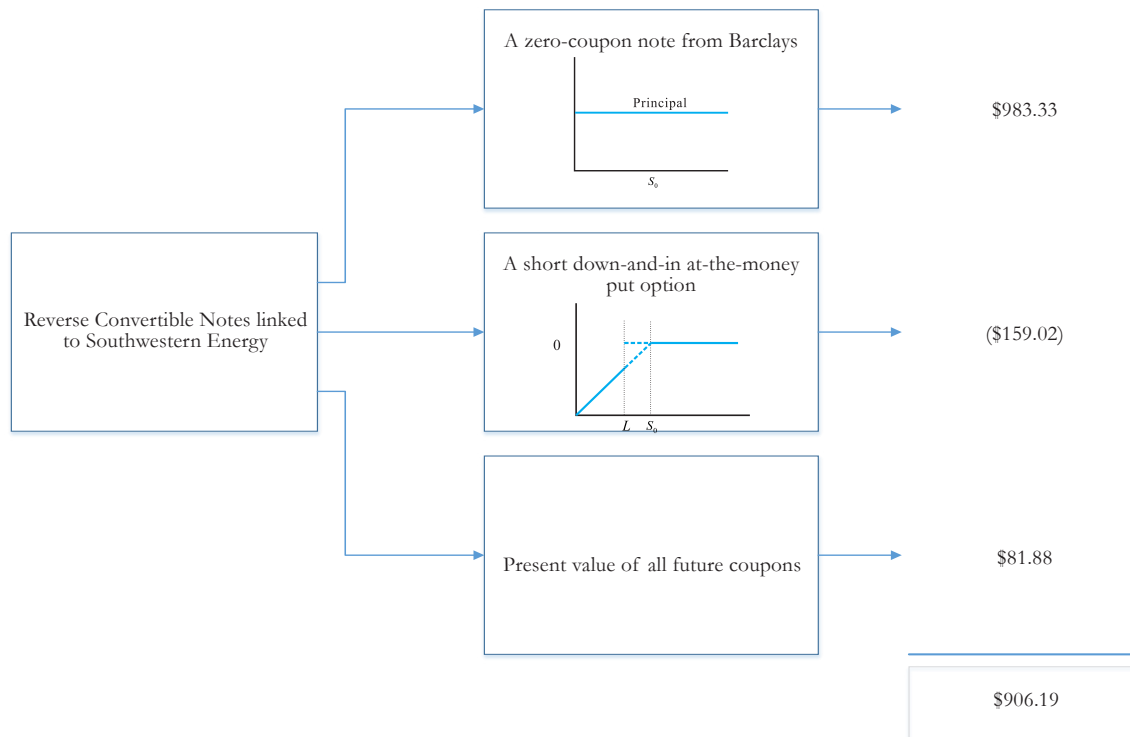 A zero-coupon note from Barclays
Principal
S₀
$983.33
Reverse Convertible Notes linked
to Southwestern Energy
A short down-and-in at-the-money
put option
0
L S₀
($159.02)
Present value of all future coupons
$81.88
$906.19